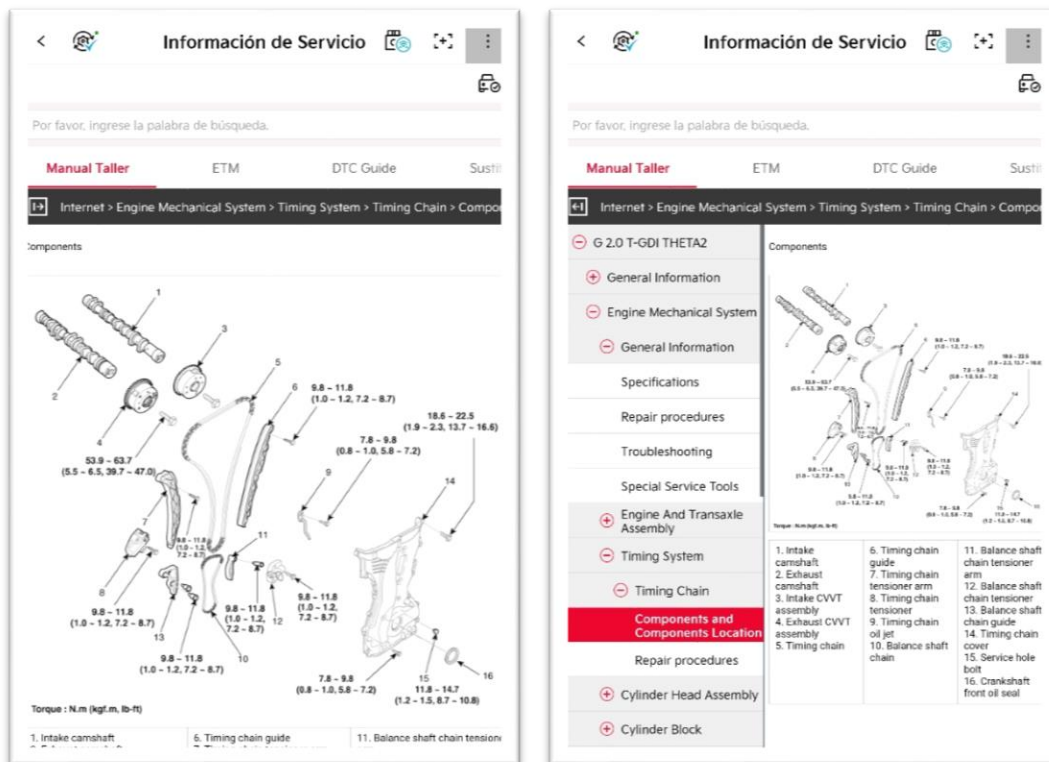 Información de Servicio
Por favor, ingrese la palabra de búsqueda.
Manual Taller ETM DTC Guide
Internet > Engine Mechanical System > Timing System > Timing Chain > Compo
Components
1
2
3
4
5
6
9.8 ~ 11.8
(1.0 ~ 1.2, 7.2 ~ 8.7)
18.6 ~ 22.5
(1.9 ~ 2.3, 13.7 ~ 16.6)
7.8 ~ 9.8
(0.8 ~ 1.0, 5.8 ~ 7.2)
53.9 ~ 63.7
(5.5 ~ 6.5, 39.7 ~ 47.0)
9
14
7
9.8 ~ 11.8
(1.0 ~ 1.2,
7.2 ~ 8.7)
11
8
9.8 ~ 11.8
(1.0 ~ 1.2, 7.2 ~ 8.7)
13
9.8 ~ 11.8
(1.0 ~ 1.2,
7.2 ~ 8.7)
12
9.8 ~ 11.8
(1.0 ~ 1.2,
7.2 ~ 8.7)
9.8 ~ 11.8
(1.0 ~ 1.2, 7.2 ~ 8.7)
10
7.8 ~ 9.8
(0.8 ~ 1.0, 5.8 ~ 7.2)
15
16
11.8 ~ 14.7
(1.2 ~ 1.5, 8.7 ~ 10.8)
Torque : N.m (kgf.m, lb-ft)
1. Intake camshaft
6. Timing chain guide
11. Balance shaft chain
Información de Servicio
Por favor, ingrese la palabra de búsqueda.
Manual Taller ETM DTC Guide
Internet > Engine Mechanical System > Timing System > Timing Chain > Compo
G 2.0 T-GDI THETA2
General Information
Engine Mechanical System
General Information
Specifications
Repair procedures
Troubleshooting
Special Service Tools
Engine And Transaxle
Assembly
Timing System
Timing Chain
Components and
Components Location
Repair procedures
Cylinder Head Assembly
Cylinder Block
Components
Torque : N.m (kgf.m, lb-ft)
1. Intake
camshaft
2. Exhaust
camshaft
3. Intake CVVT
assembly
4. Exhaust CVVT
assembly
5. Timing chain
6. Timing chain
guide
7. Timing chain
tensioner arm
8. Timing chain
tensioner
9. Timing chain
oil jet
10. Balance shaft
chain
11. Balance shaft
chain tensioner
arm
12. Balance shaft
chain tensioner
13. Balance shaft
chain guide
14. Timing chain
cover
15. Service hole
bolt
16. Crankshaft
front oil seal